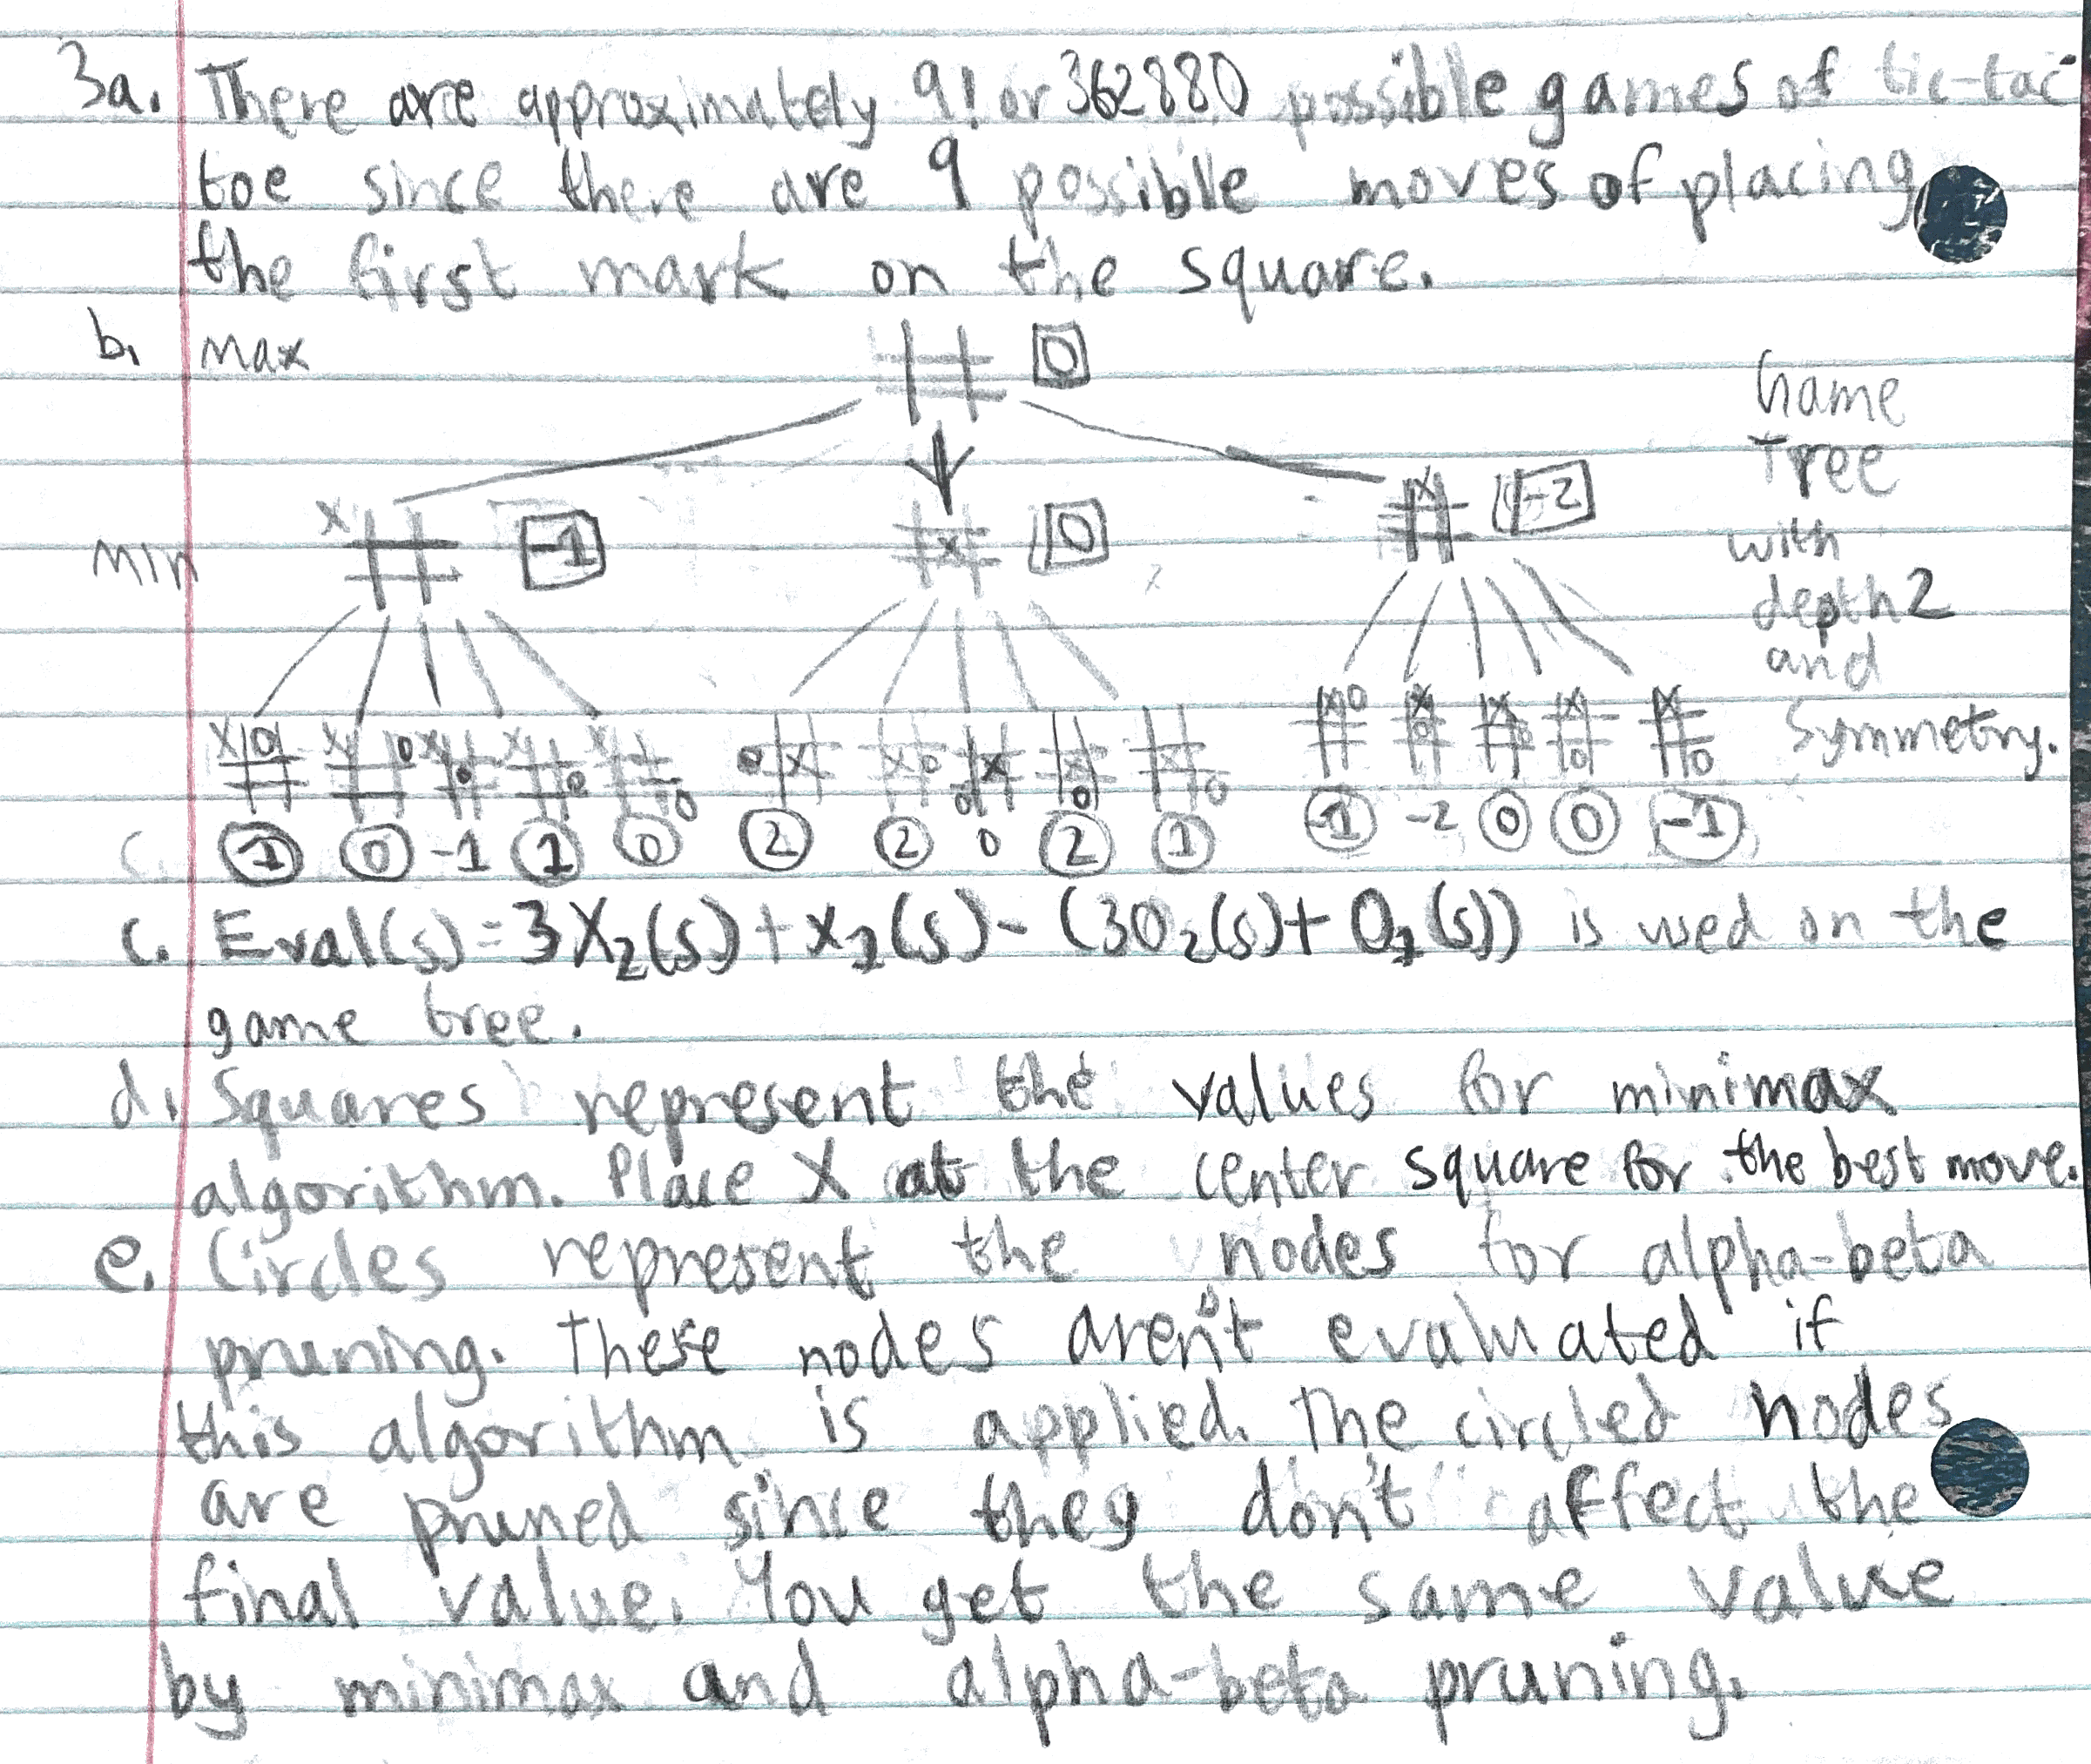 3a. There are approximately 9! or 362880 possible games of tic-tac
toe since there are 9 possible moves of placing
the first mark on the square.
b. Max 0
Game
Tree
with
depth 2
and
Symmetry.
X X X -2
Min -1 0
X O X O X O X O X O O X X O X O X O X O X O X O X O X O X O
1 0 -1 1 0 2 2 0 2 1 -1 -2 0 0 -1
c.
c. Eval(s) = 3X2(s) + X1(s) - (3O2(s) + O1(s)) is used on the
game tree.
d. Squares represent the values for minimax
algorithm. Place X at the center square for the best move.
e. Circles represent the nodes for alpha-beta
pruning. These nodes aren't evaluated if
this algorithm is applied. The circled nodes
are pruned since they don't affect the
final value. You get the same value
by minimax and alpha-beta pruning.